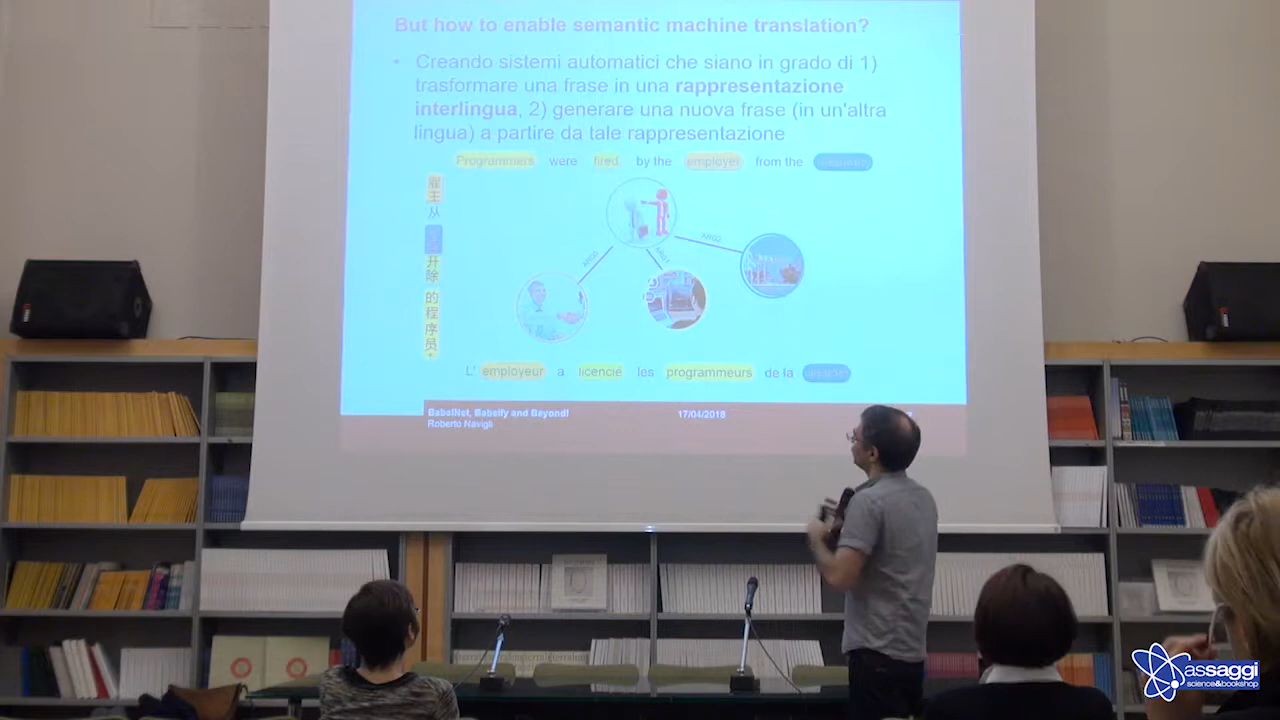 But how to enable semantic machine translation?
• Creando sistemi automatici che siano in grado di 1)
trasformare una frase in una rappresentazione
interlingua, 2) generare una nuova frase (in un'altra
lingua) a partire da tale rappresentazione
Programmers were fired by the employer from the
雇
主
从
开
除
的
程
序
员。
ARG0
ARG1
ARG2
L' employeur a licencié les programmeurs de la
BabelNet, Babelfy and Beyond!
17/04/2018
Roberto Navigli
assaggi
science&bookshop